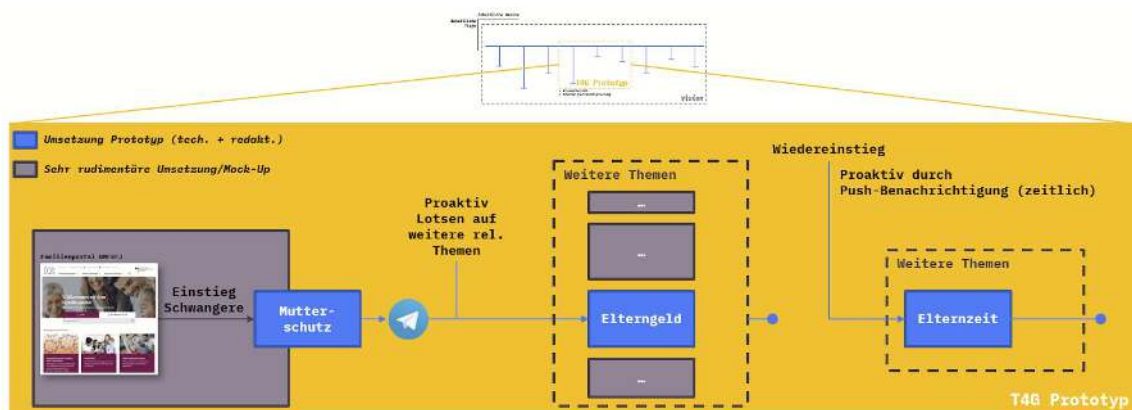 T4G Prototyp
Vision
Umsetzung Prototyp (tech. + redakt.)
Sehr rudimentäre Umsetzung/Mock-Up
Familienportal BMFSFJ
Einstieg
Schwangere
Mutter-
schutz
Proaktiv
Lotsen auf
weitere rel.
Themen
Weitere Themen
…
…
Elterngeld
…
Wiedereinstieg
Proaktiv durch
Push-Benachrichtigung (zeitlich)
Weitere Themen
Elternzeit
T4G Prototyp